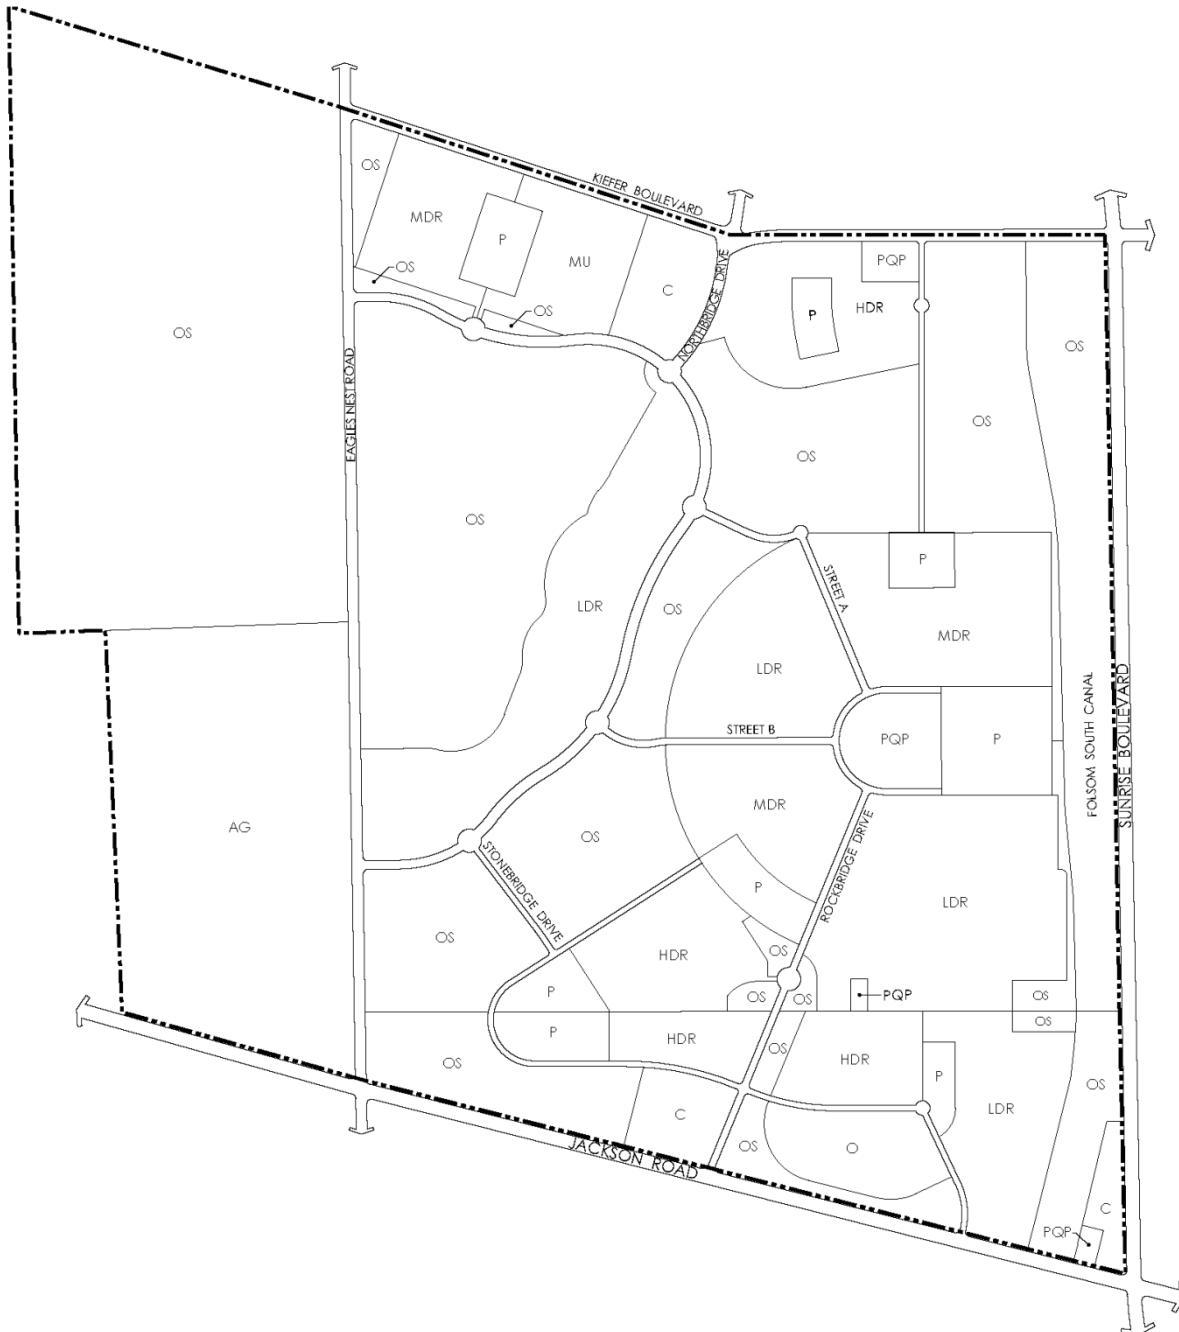 KIEFER BOULEVARD
OS
MDR
P
MU
OS
OS
C
NORTHBRIDGE DRIVE
PQP
HDR
P
OS
OS
EAGLES NEST ROAD
OS
OS
OS
OS
P
STREET A
LDR
OS
MDR
LDR
FOLSOM SOUTH CANAL
SUNRISE BOULEVARD
STREET B
PQP
P
AG
MDR
OS
STONEBRIDGE DRIVE
P
ROCKBRIDGE DRIVE
LDR
OS
HDR
OS
P
OS
OS
PQP
OS
P
HDR
OS
OS
HDR
OS
P
OS
LDR
C
JACKSON ROAD
OS
O
C
PQP